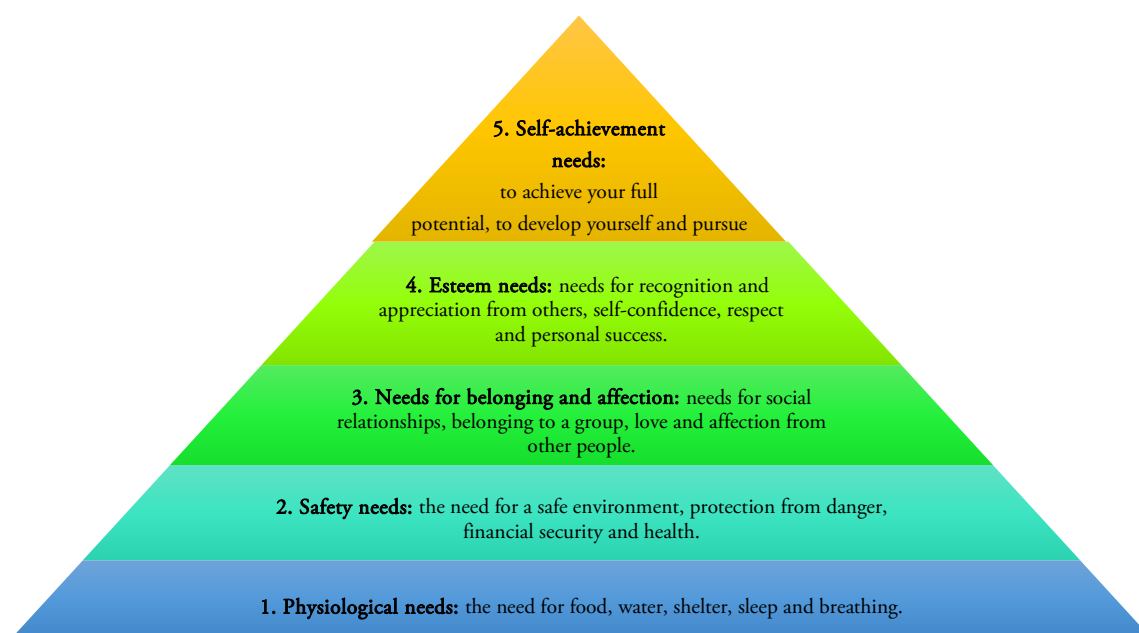 5. Self-achievement
needs:
to achieve your full
potential, to develop yourself and pursue
4. Esteem needs: needs for recognition and
appreciation from others, self-confidence, respect
and personal success.
3. Needs for belonging and affection: needs for social
relationships, belonging to a group, love and affection from
other people.
2. Safety needs: the need for a safe environment, protection from danger,
financial security and health.
1. Physiological needs: the need for food, water, shelter, sleep and breathing.